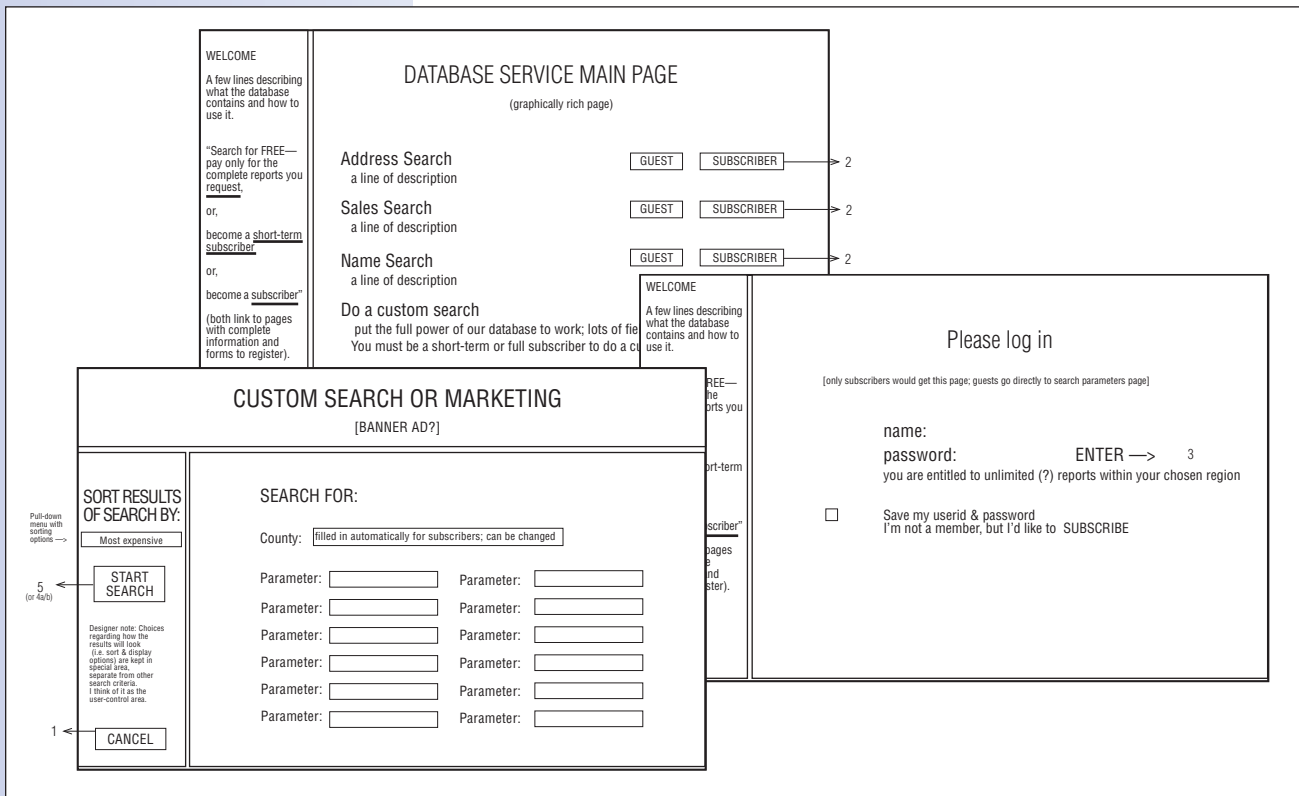 WELCOME
A few lines describing
what the database
contains and how to
use it.
"Search for FREE—
pay only for the
complete reports you
request,
or,
become a short-term
subscriber
or,
become a subscriber"
(both link to pages
with complete
information and
forms to register).
DATABASE SERVICE MAIN PAGE
(graphically rich page)
Address Search
a line of description
GUEST SUBSCRIBER 2
Sales Search
a line of description
GUEST SUBSCRIBER 2
Name Search
a line of description
GUEST SUBSCRIBER 2
Do a custom search
put the full power of our database to work; lots of fie
You must be a short-term or full subscriber to do a cu
WELCOME
A few lines describing
what the database
contains and how to
use it.
REE—
he
orts you
ort-term
scriber"
pages
e
nd
ster).
Please log in
[only subscribers would get this page; guests go directly to search parameters page]
name:
password: ENTER —> 3
you are entitled to unlimited (?) reports within your chosen region
Save my userid & password
I'm not a member, but I'd like to SUBSCRIBE
CUSTOM SEARCH OR MARKETING
[BANNER AD?]
SORT RESULTS
OF SEARCH BY:
Pull-down
menu with
sorting
options —>
Most expensive
START
SEARCH
5
(or 4a/b)
Designer note: Choices
regarding how the
results will look
(i.e. sort & display
options) are kept in
special area,
separate from other
search criteria.
I think of it as the
user-control area.
1
CANCEL
SEARCH FOR:
County: filled in automatically for subscribers; can be changed
Parameter: Parameter:
Parameter: Parameter:
Parameter: Parameter:
Parameter: Parameter:
Parameter: Parameter:
Parameter: Parameter: